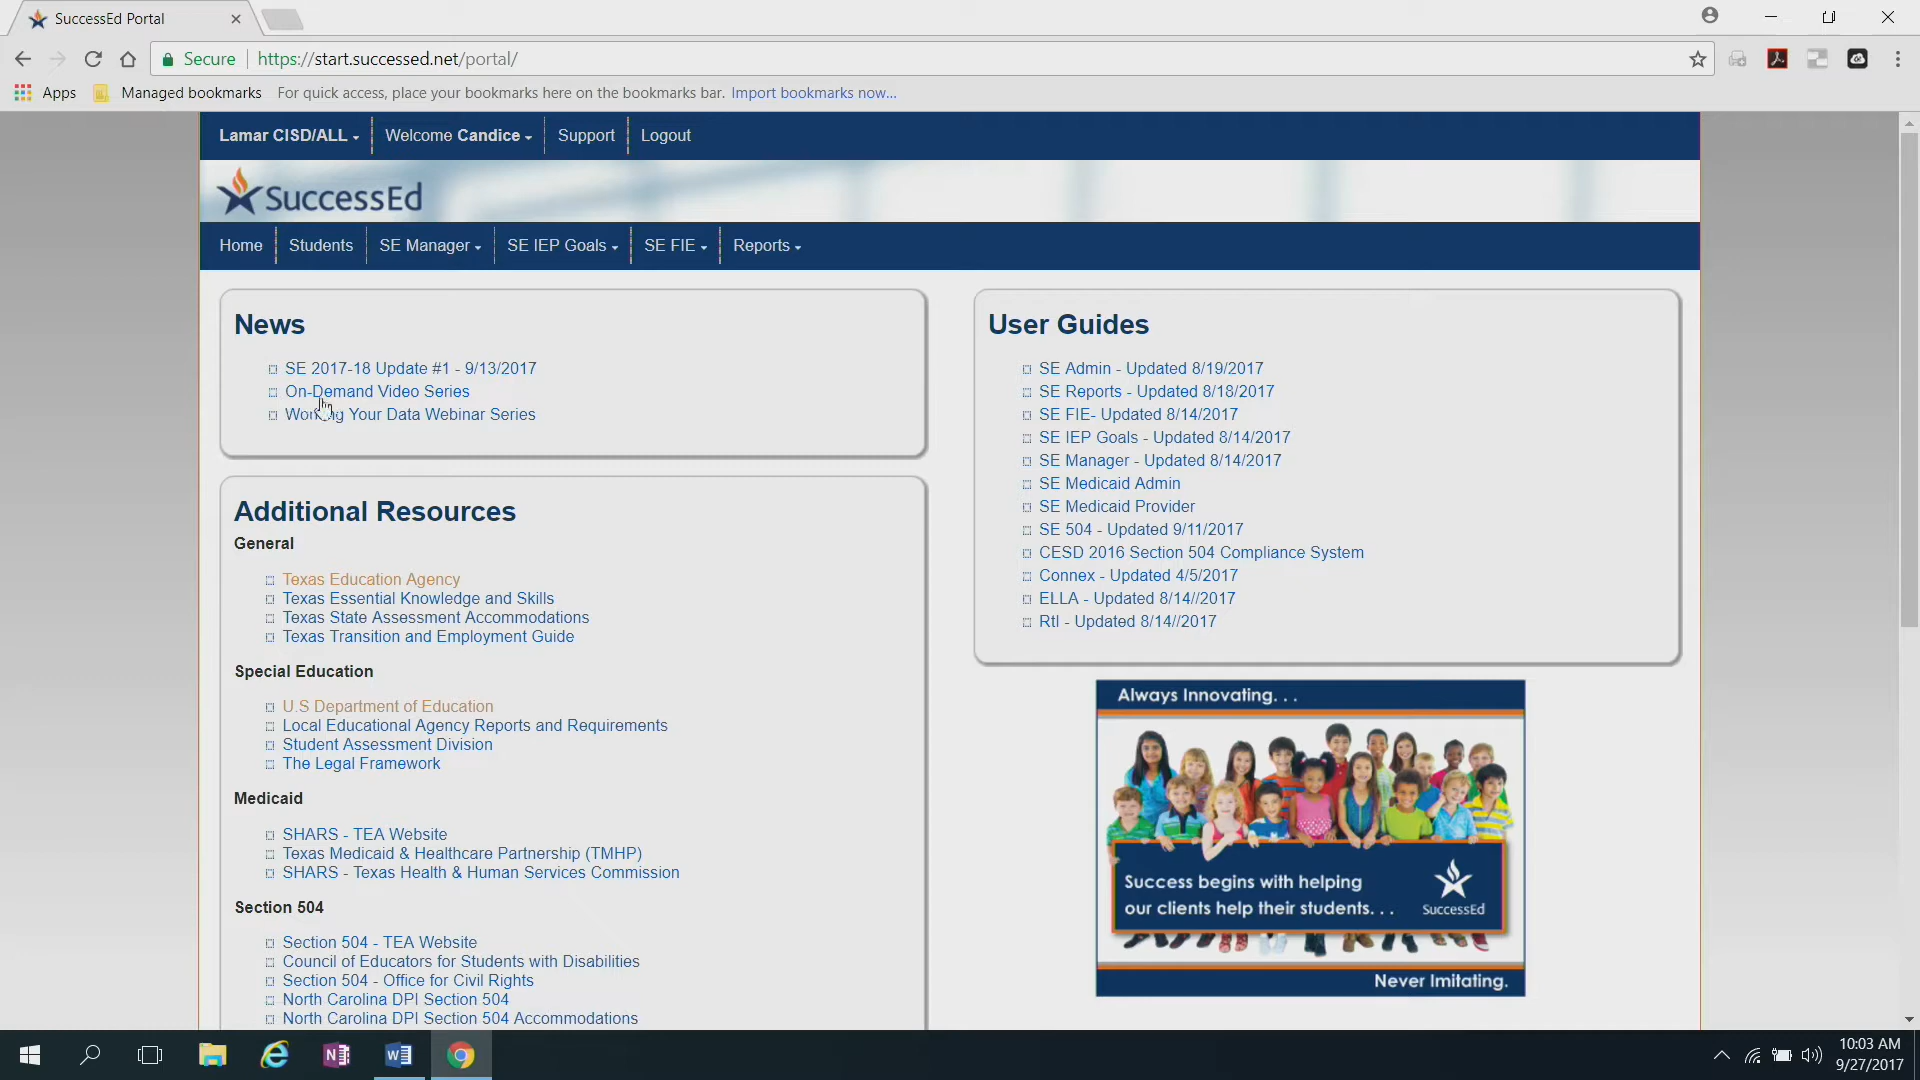 SuccessEd Portal
Secure https://start.successed.net/portal/
Apps Managed bookmarks For quick access, place your bookmarks here on the bookmarks bar. Import bookmarks now...
Lamar CISD/ALL Welcome Candice Support Logout
SuccessEd
Home Students SE Manager SE IEP Goals SE FIE Reports
News
SE 2017-18 Update #1 - 9/13/2017
On-Demand Video Series
Working Your Data Webinar Series
Additional Resources
General
Texas Education Agency
Texas Essential Knowledge and Skills
Texas State Assessment Accommodations
Texas Transition and Employment Guide
Special Education
U.S Department of Education
Local Educational Agency Reports and Requirements
Student Assessment Division
The Legal Framework
Medicaid
SHARS - TEA Website
Texas Medicaid & Healthcare Partnership (TMHP)
SHARS - Texas Health & Human Services Commission
Section 504
Section 504 - TEA Website
Council of Educators for Students with Disabilities
Section 504 - Office for Civil Rights
North Carolina DPI Section 504
North Carolina DPI Section 504 Accommodations
User Guides
SE Admin - Updated 8/19/2017
SE Reports - Updated 8/18/2017
SE FIE- Updated 8/14/2017
SE IEP Goals - Updated 8/14/2017
SE Manager - Updated 8/14/2017
SE Medicaid Admin
SE Medicaid Provider
SE 504 - Updated 9/11/2017
CESD 2016 Section 504 Compliance System
Connex - Updated 4/5/2017
ELLA - Updated 8/14//2017
RtI - Updated 8/14//2017
Always Innovating. . .
Success begins with helping
our clients help their students. . .
SuccessEd
Never Imitating.
10:03 AM
9/27/2017